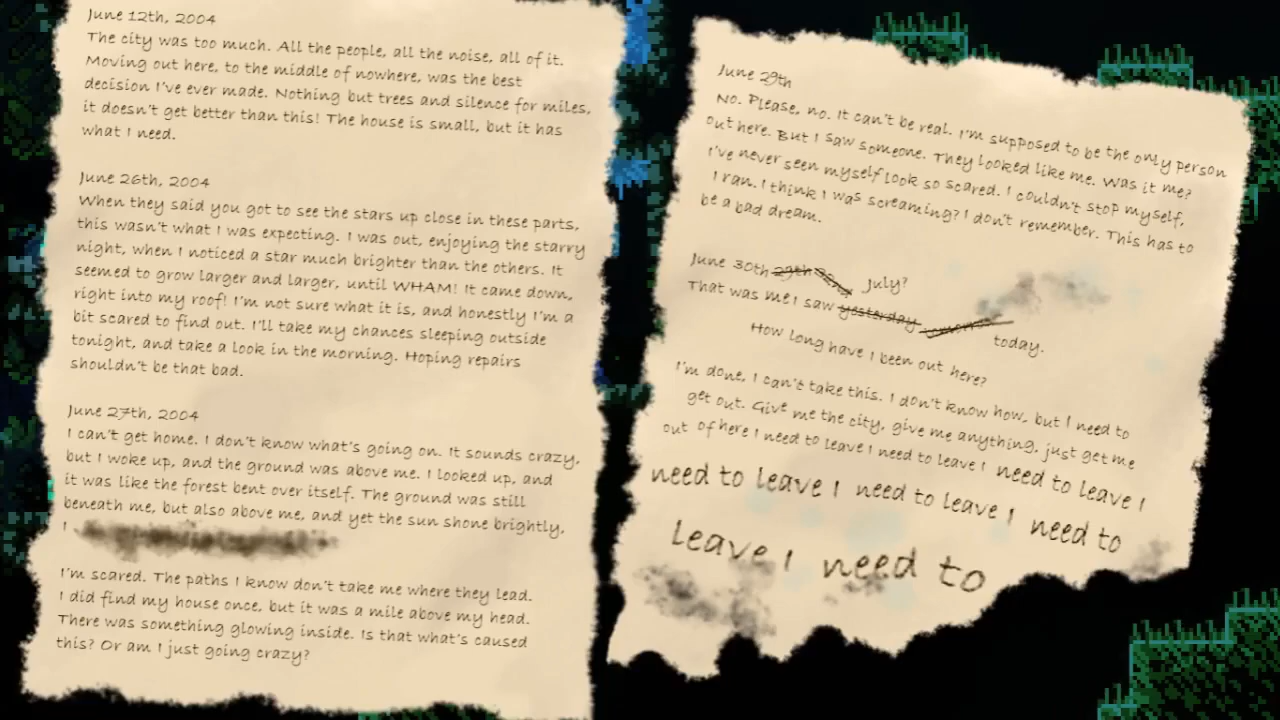 June 12th, 2004
The city was too much. All the people, all the noise, all of it.
Moving out here, to the middle of nowhere, was the best
decision I've ever made. Nothing but trees and silence for miles,
it doesn't get better than this! The house is small, but it has
what I need.
June 26th, 2004
When they said you got to see the stars up close in these parts,
this wasn't what I was expecting. I was out, enjoying the starry
night, when I noticed a star much brighter than the others. It
seemed to grow larger and larger, until WHAM! It came down,
right into my roof! I'm not sure what it is, and honestly I'm a
bit scared to find out. I'll take my chances sleeping outside
tonight, and take a look in the morning. Hoping repairs
shouldn't be that bad.
June 27th, 2004
I can't get home. I don't know what's going on. It sounds crazy,
but I woke up, and the ground was above me. I looked up, and
it was like the forest bent over itself. The ground was still
beneath me, but also above me, and yet the sun shone brightly,
I
I'm scared. The paths I know don't take me where they lead.
I did find my house once, but it was a mile above my head.
There was something glowing inside. Is that what's caused
this? Or am I just going crazy?
June 29th
No. Please, no. It can't be real. I'm supposed to be the only person
out here. But I saw someone. They looked like me. Was it me?
I've never seen myself look so scared. I couldn't stop myself,
I ran. I think I was screaming? I don't remember. This has to
be a bad dream.
June 30th 29th July?
That was me I saw yesterday today.
How long have I been out here?
I'm done, I can't take this. I don't know how, but I need to
get out. Give me the city, give me anything, just get me
out of here I need to leave I need to leave I need to leave I
need to leave I need to leave I need to
leave I need to